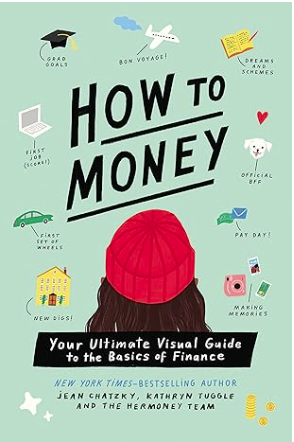 GRAD
GOALS
BON VOYAGE!
DREAMS
AND
SCHEMES
HOW TO
MONEY
FIRST
JOB
(SCORE!)
OFFICIAL
BFF
FIRST
SET OF
WHEELS
PAY DAY!
NEW DIGS!
MAKING
MEMORIES
Your Ultimate Visual Guide
to the Basics of Finance
NEW YORK TIMES–BESTSELLING AUTHOR
JEAN CHATZKY, KATHRYN TUGGLE
AND THE HERMONEY TEAM